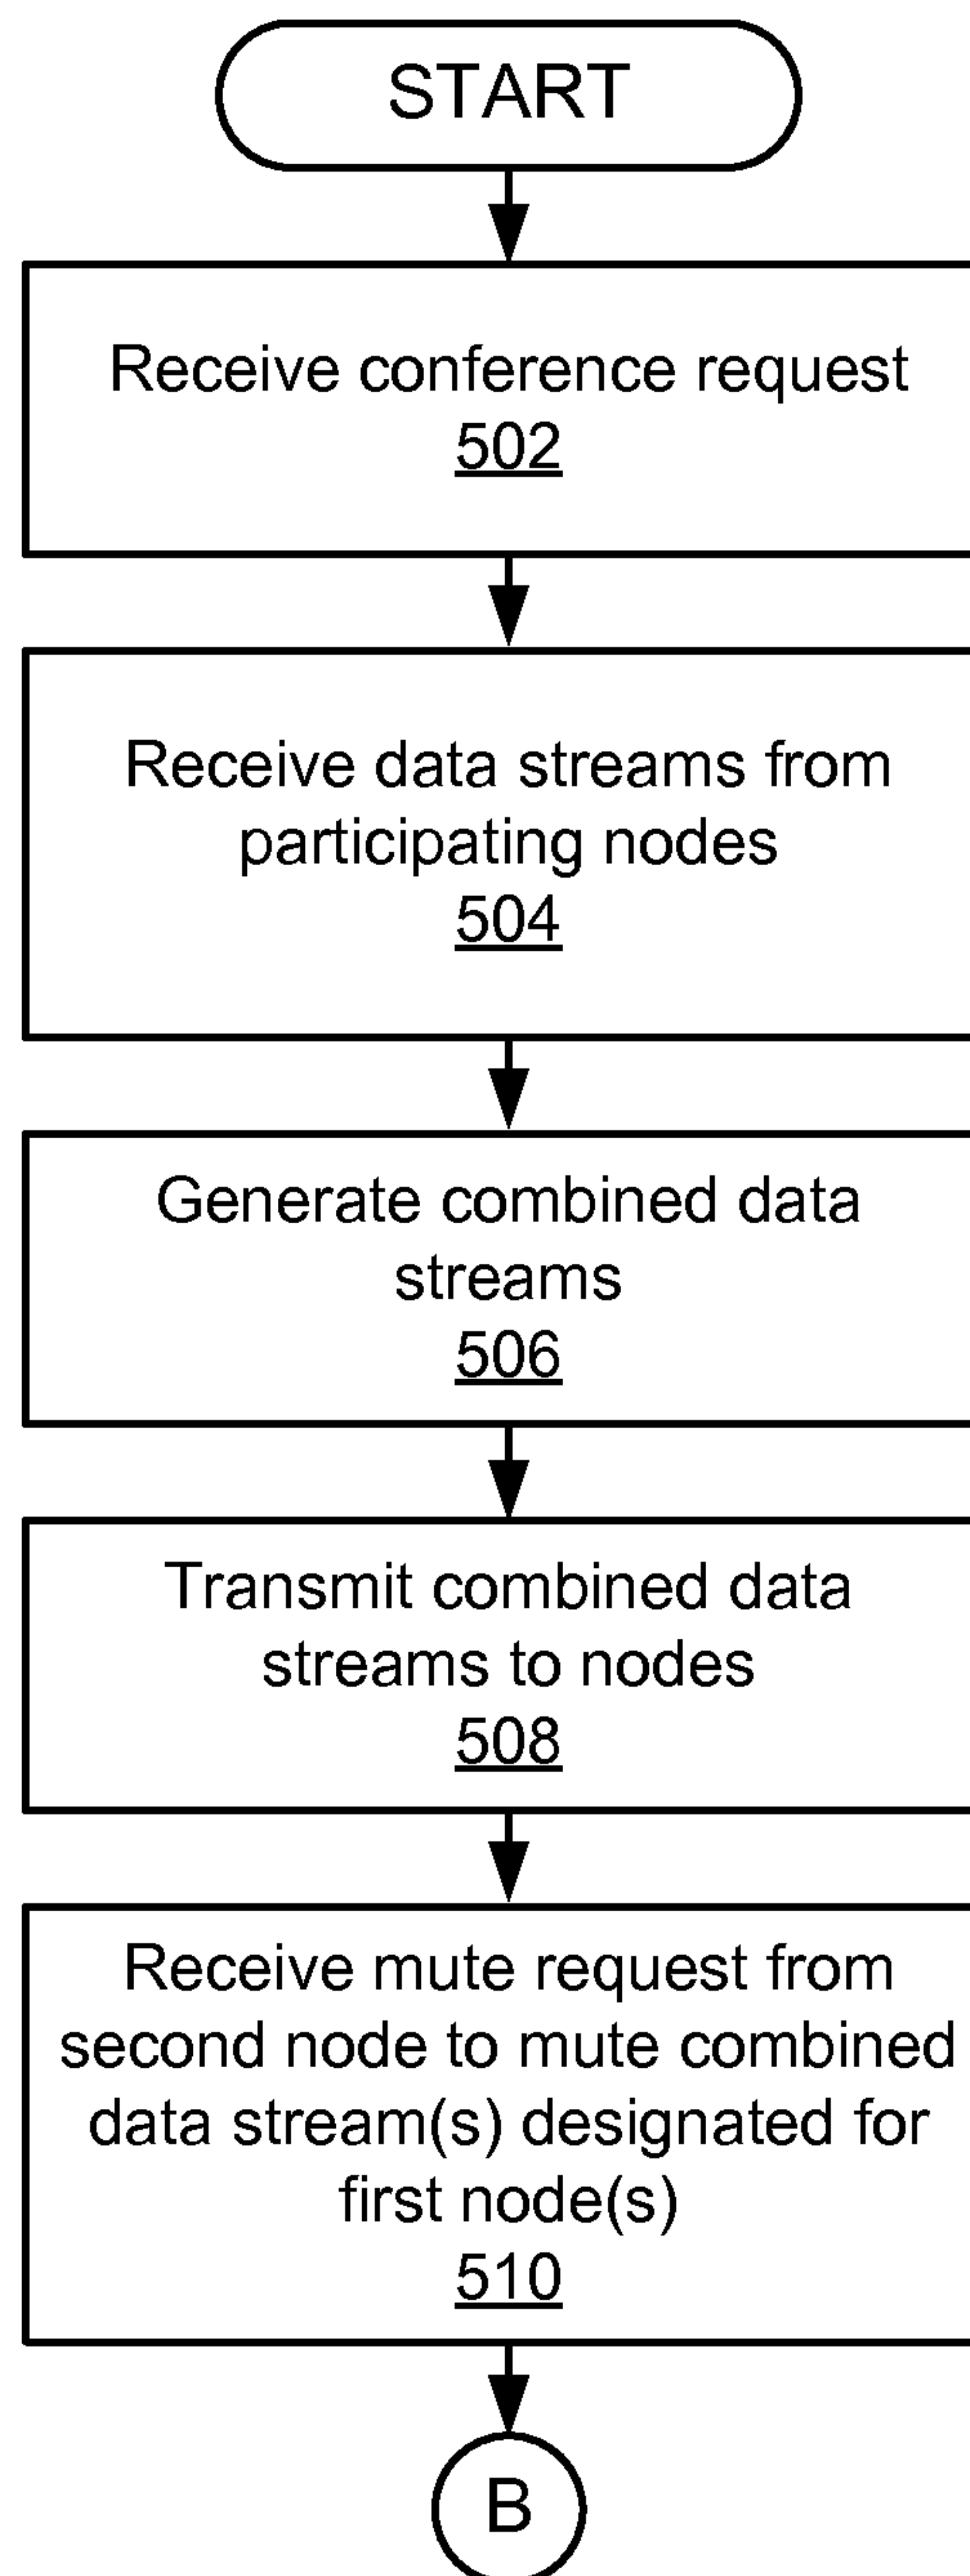 START
Receive conference request
502
Receive data streams from
participating nodes
504
Generate combined data
streams
506
Transmit combined data
streams to nodes
508
Receive mute request from
second node to mute combined
data stream(s) designated for
first node(s)
510
B